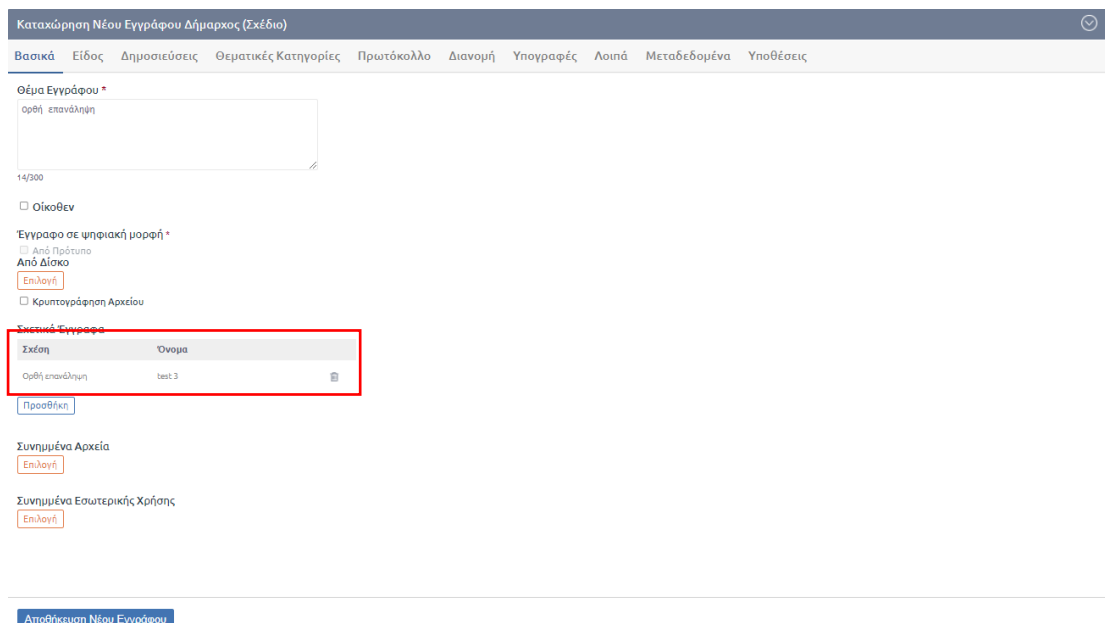 Καταχώρηση Νέου Εγγράφου Δήμαρχος (Σχέδιο)
Βασικά Είδος Δημοσιεύσεις Θεματικές Κατηγορίες Πρωτόκολλο Διανομή Υπογραφές Λοιπά Μεταδεδομένα Υποθέσεις
Θέμα Εγγράφου *
Ορθή επανάληψη
14/300
Οίκοθεν
Έγγραφο σε ψηφιακή μορφή *
Από Πρότυπο
Από Δίσκο
Επιλογή
Κρυπτογράφηση Αρχείου
Σχετικά Έγγραφα
Σχέση Όνομα
Ορθή επανάληψη test 3
Προσθήκη
Συνημμένα Αρχεία
Επιλογή
Συνημμένα Εσωτερικής Χρήσης
Επιλογή
Αποθήκευση Νέου Εγγράφου